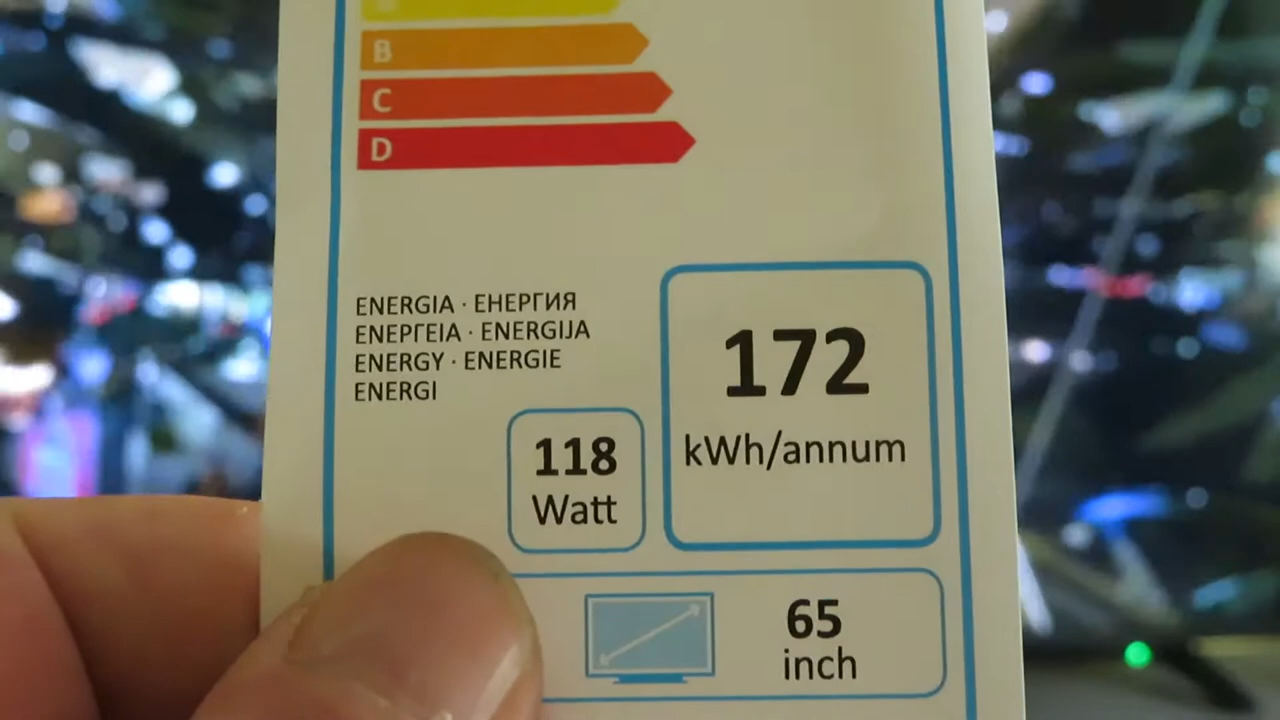 B
C
D
ENERGIA · ЕНЕРГИЯ
ΕΝΕΡΓΕΙΑ · ENERGIJA
ENERGY · ENERGIE
ENERGI
118
Watt
172
kWh/annum
65
inch